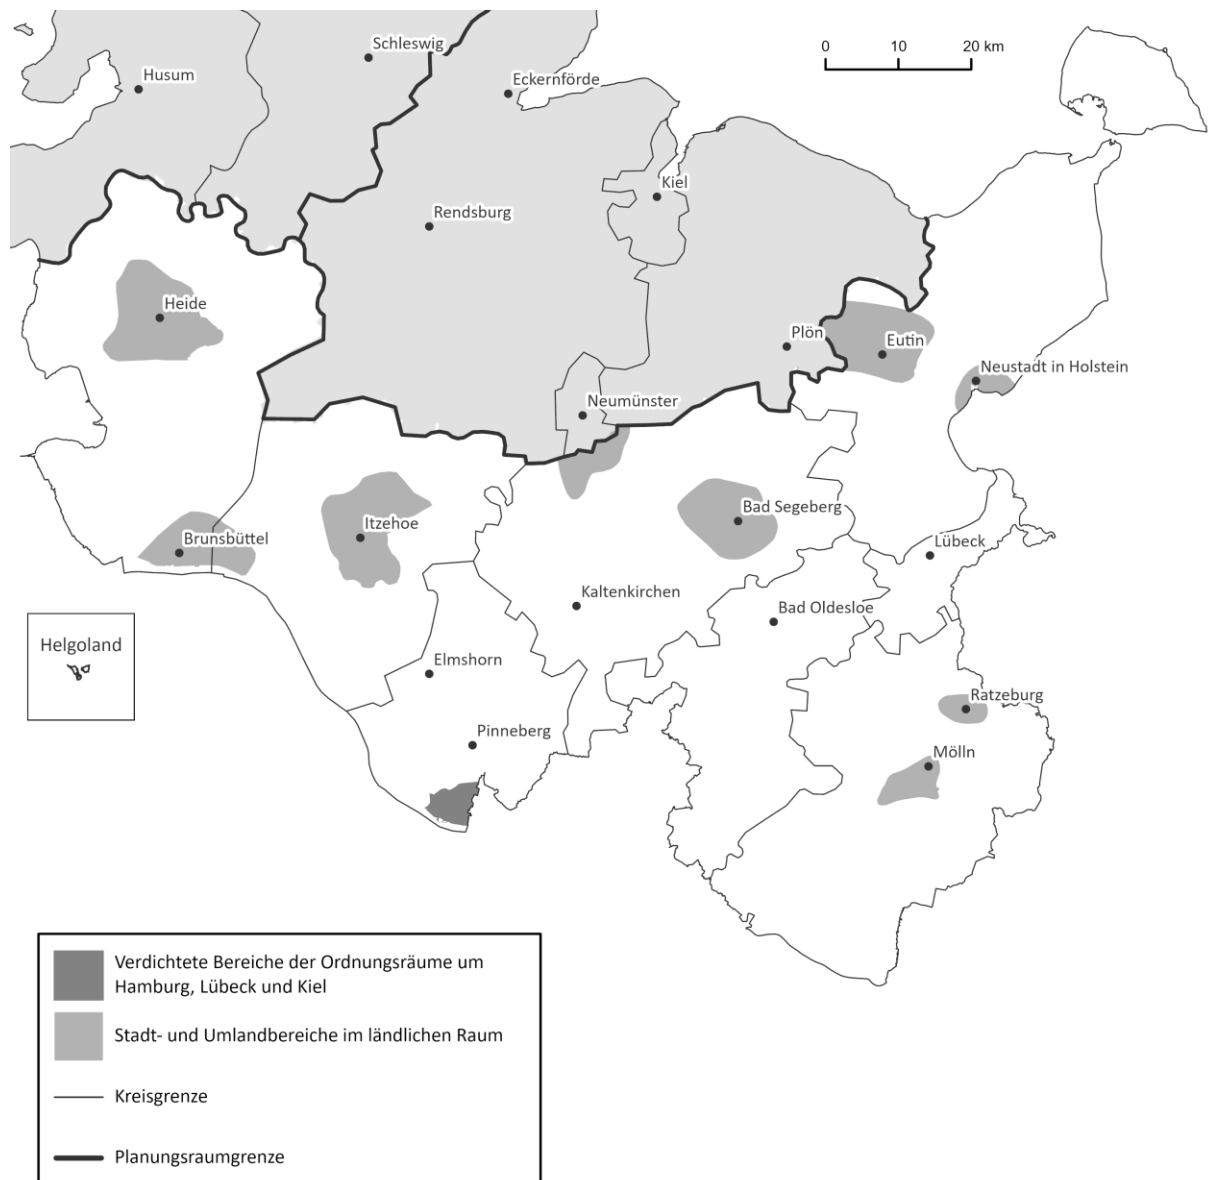 Schleswig
0 10 20 km
Husum
Eckernförde
Kiel
Rendsburg
Heide
Plön
Eutin
Neustadt in Holstein
Neumünster
Bad Segeberg
Itzehoe
Brunsbüttel
Lübeck
Kaltenkirchen
Bad Oldesloe
Helgoland
Elmshorn
Ratzeburg
Pinneberg
Mölln
Verdichtete Bereiche der Ordnungsräume um
Hamburg, Lübeck und Kiel
Stadt- und Umlandbereiche im ländlichen Raum
Kreisgrenze
Planungsraumgrenze